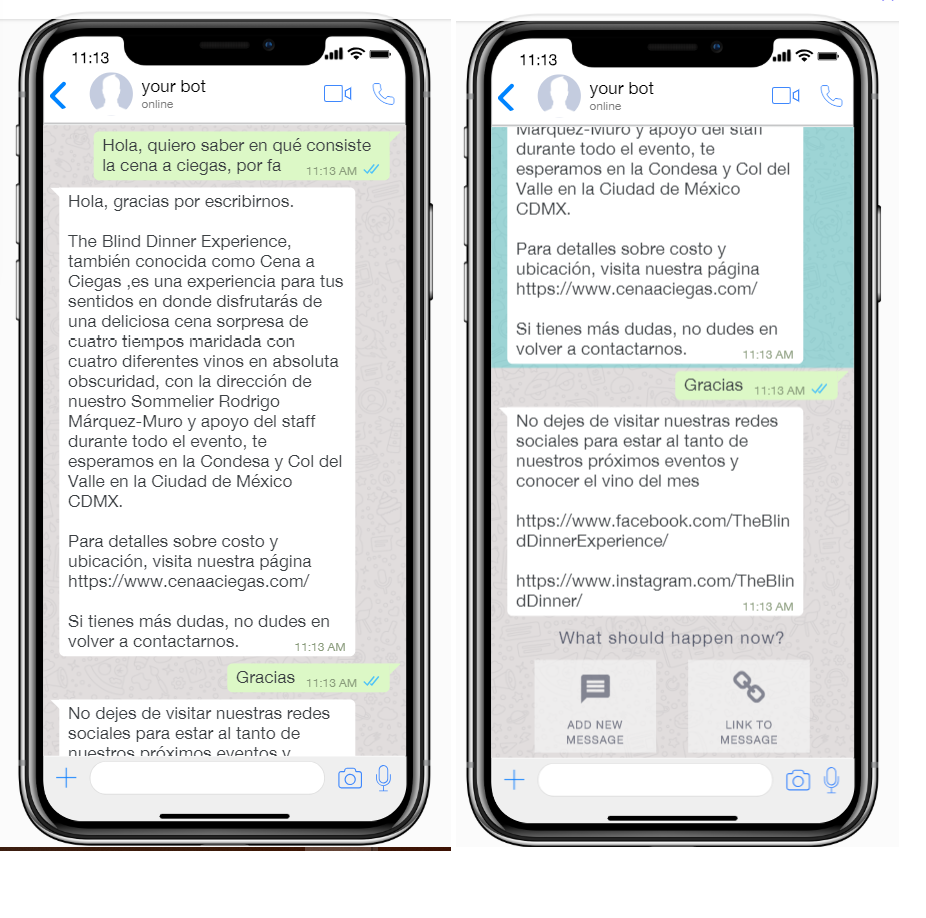 11:13
your bot
online
Hola, quiero saber en qué consiste
la cena a ciegas, por fa
11:13 AM
Hola, gracias por escribirnos.
The Blind Dinner Experience,
también conocida como Cena a
Ciegas ,es una experiencia para tus
sentidos en donde disfrutarás de
una deliciosa cena sorpresa de
cuatro tiempos maridada con
cuatro diferentes vinos en absoluta
obscuridad, con la dirección de
nuestro Sommelier Rodrigo
Márquez-Muro y apoyo del staff
durante todo el evento, te
esperamos en la Condesa y Col del
Valle en la Ciudad de México
CDMX.
Para detalles sobre costo y
ubicación, visita nuestra página
https://www.cenaaciegas.com/
Si tienes más dudas, no dudes en
volver a contactarnos.
11:13 AM
Gracias
11:13 AM
No dejes de visitar nuestras redes
sociales para estar al tanto de
nuestros próximos eventos y
11:13
your bot
online
Márquez-Muro y apoyo del staff
durante todo el evento, te
esperamos en la Condesa y Col del
Valle en la Ciudad de México
CDMX.
Para detalles sobre costo y
ubicación, visita nuestra página
https://www.cenaaciegas.com/
Si tienes más dudas, no dudes en
volver a contactarnos.
11:13 AM
Gracias
11:13 AM
No dejes de visitar nuestras redes
sociales para estar al tanto de
nuestros próximos eventos y
conocer el vino del mes
https://www.facebook.com/TheBlin
dDinnerExperience/
https://www.instagram.com/TheBlin
dDinner/
11:13 AM
What should happen now?
ADD NEW
MESSAGE
LINK TO
MESSAGE